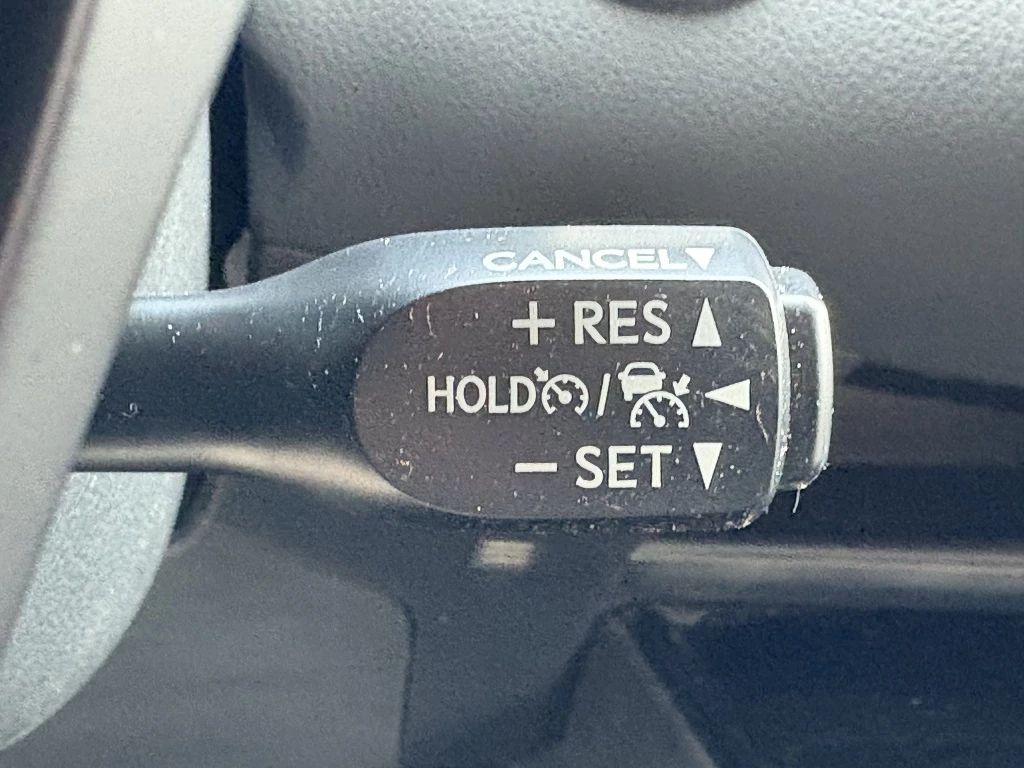 CANCEL▼
+ RES ▲
HOLD / ◀
− SET ▼